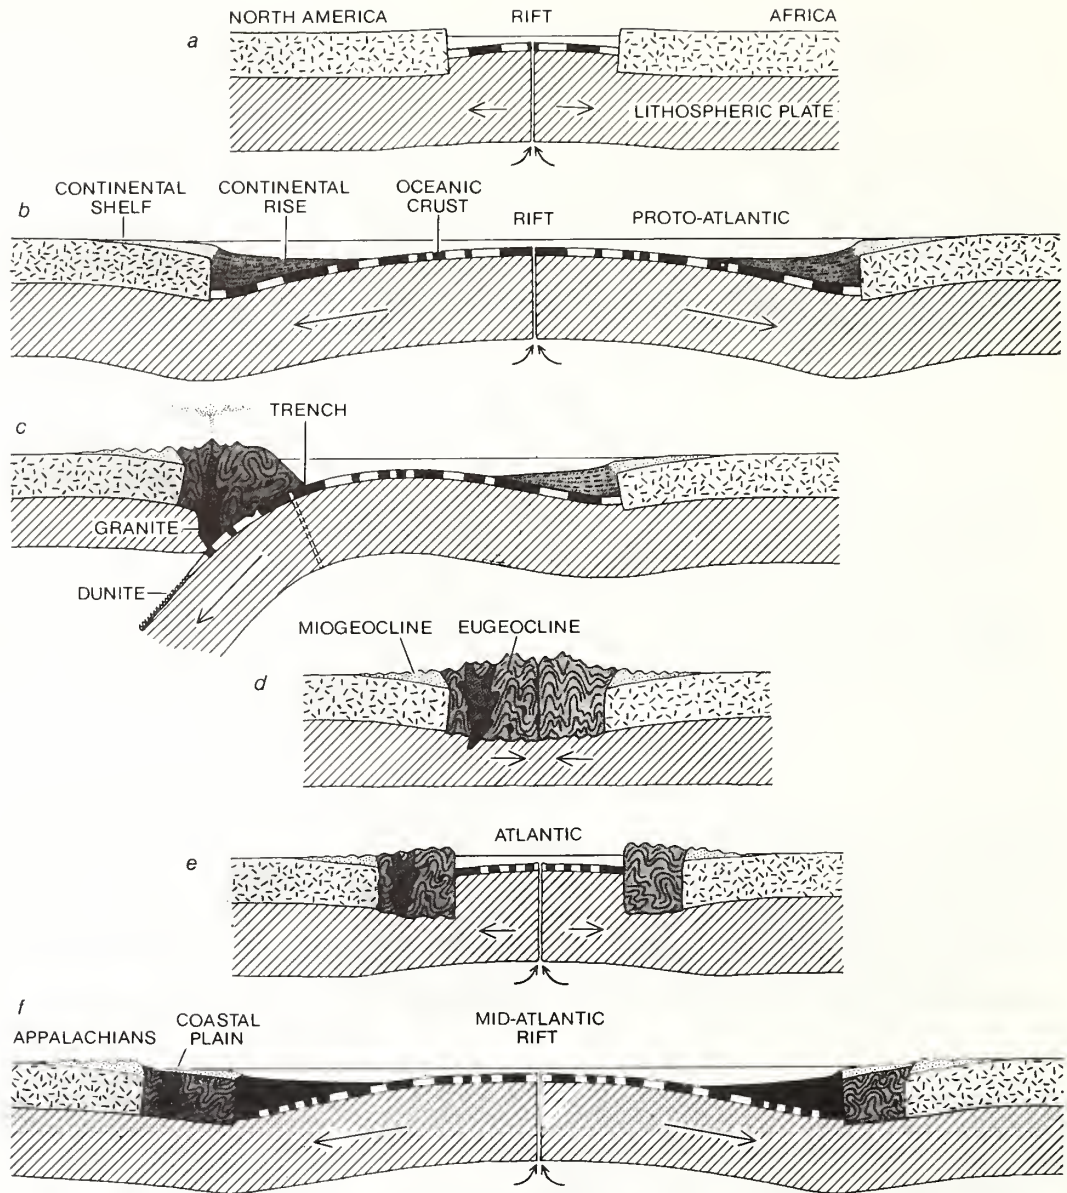 NORTH AMERICA RIFT AFRICA
a
LITHOSPHERIC PLATE
CONTINENTAL SHELF
CONTINENTAL RISE
OCEANIC CRUST
b
RIFT PROTO-ATLANTIC
TRENCH
c
GRANITE
DUNITE
MIOGEOCLINE EUGEOCLINE
d
ATLANTIC
e
f
APPALACHIANS
COASTAL PLAIN
MID-ATLANTIC RIFT